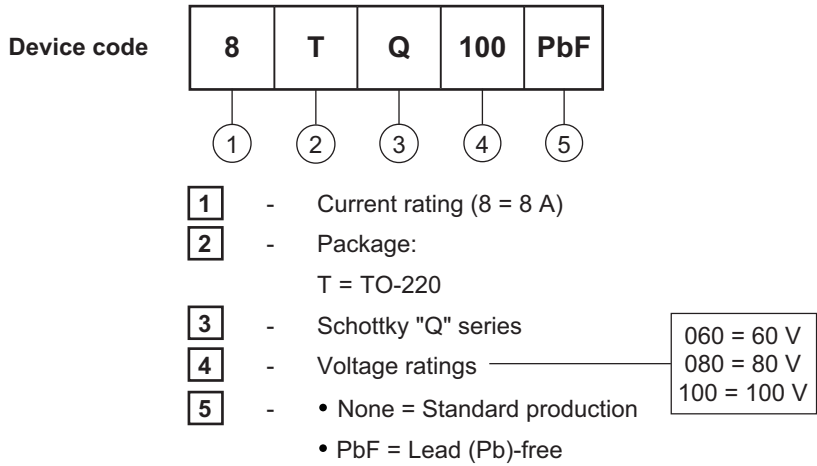 Device code 8 T Q 100 PbF
1 2 3 4 5
1 - Current rating (8 = 8 A)
2 - Package:
T = TO-220
3 - Schottky "Q" series
4 - Voltage ratings
060 = 60 V
080 = 80 V
100 = 100 V
5 - • None = Standard production
• PbF = Lead (Pb)-free